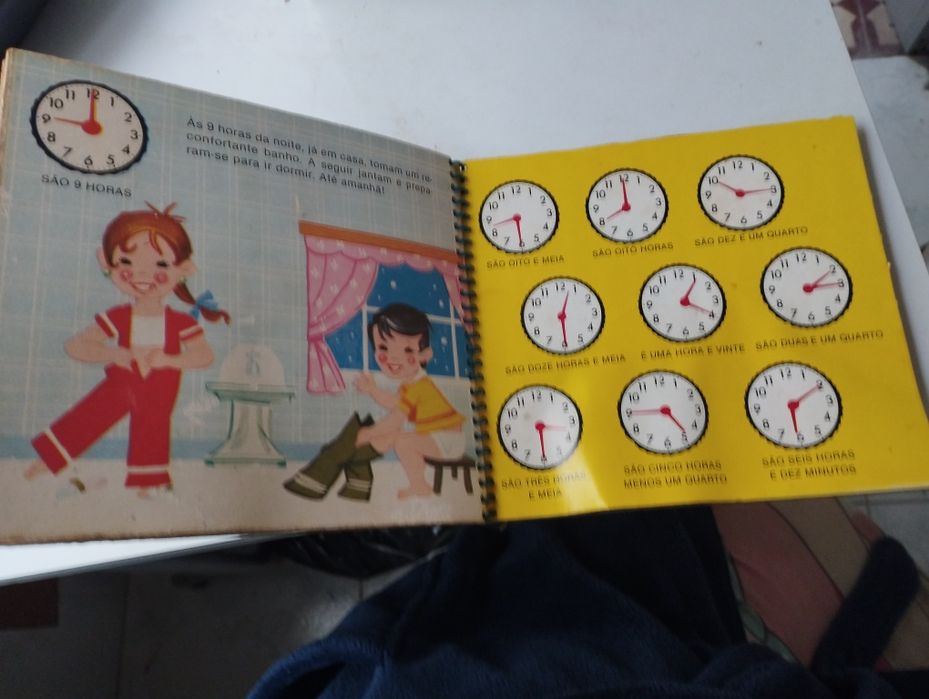 SÃO 9 HORAS
Às 9 horas da noite, já em casa, tomam um re-
confortante banho. A seguir jantam e prepa-
ram-se para ir dormir. Até amanhã!
SÃO OITO E MEIA
SÃO OITO HORAS
SÃO DEZ E UM QUARTO
SÃO DOZE HORAS E MEIA
É UMA HORA E VINTE
SÃO DUAS E UM QUARTO
SÃO TRÊS HORAS
E MEIA
SÃO CINCO HORAS
MENOS UM QUARTO
SÃO SEIS HORAS
E DEZ MINUTOS